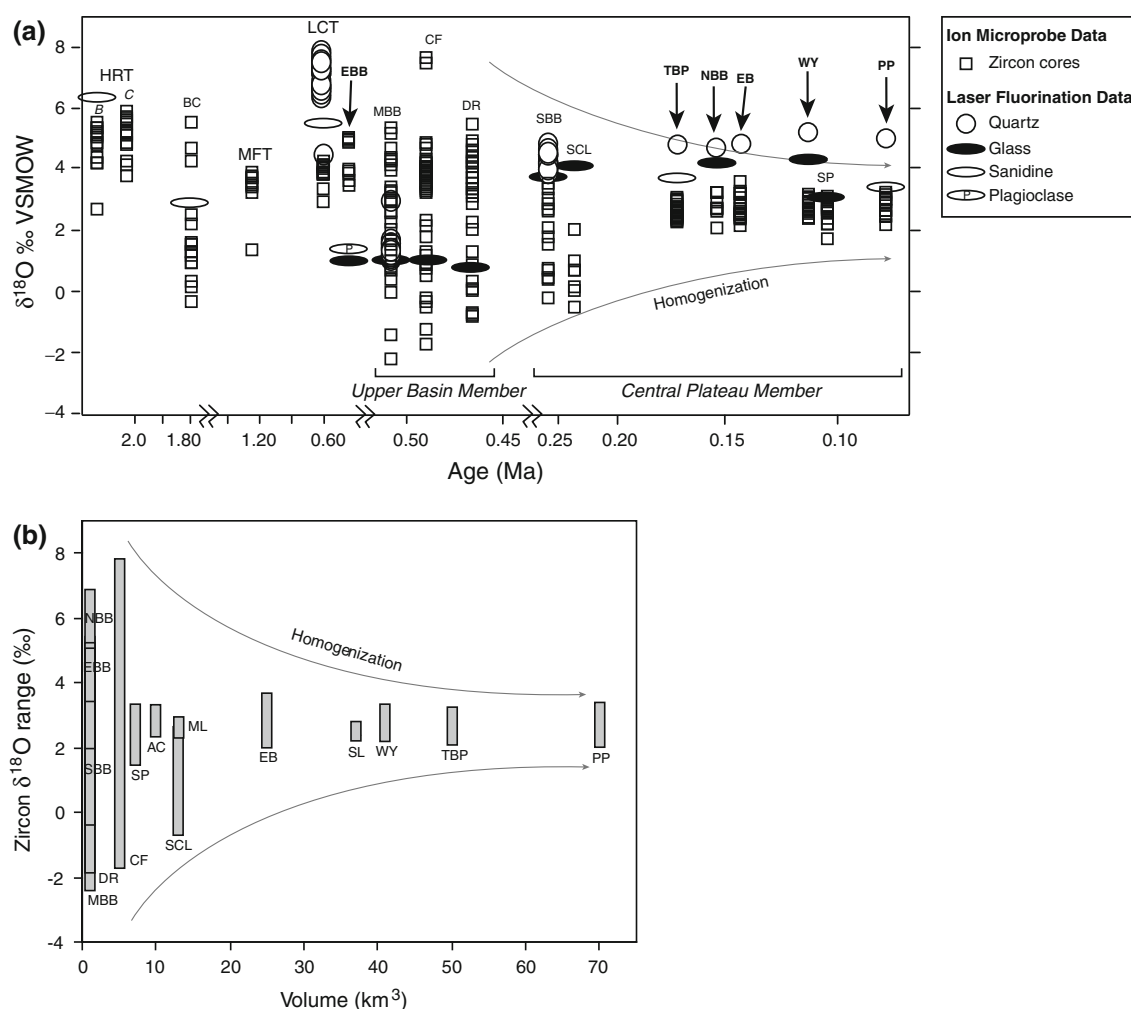 (a)
δ18O ‰ VSMOW
8
6
4
2
0
−2
−4
HRT
B
C
BC
MFT
LCT
EBB
MBB
CF
DR
SBB
SCL
TBP
NBB
EB
WY
SP
PP
P
Homogenization
Upper Basin Member
Central Plateau Member
2.0
1.80
1.20
0.60
0.50
0.45
0.25
0.20
0.15
0.10
Age (Ma)
Ion Microprobe Data
Zircon cores
Laser Fluorination Data
Quartz
Glass
Sanidine
P
Plagioclase
(b)
Zircon δ18O range (‰)
8
6
4
2
0
-2
-4
NBB
EBB
SBB
DR
MBB
CF
SP
AC
ML
SCL
EB
SL
WY
TBP
PP
Homogenization
0
10
20
30
40
50
60
70
Volume (km3)